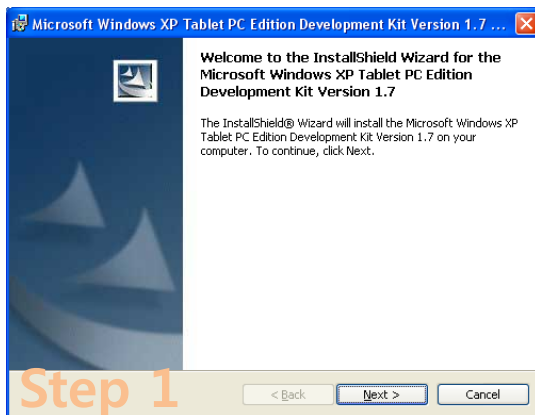 Microsoft Windows XP Tablet PC Edition Development Kit Version 1.7 ...
Welcome to the InstallShield Wizard for the
Microsoft Windows XP Tablet PC Edition
Development Kit Version 1.7
The InstallShield® Wizard will install the Microsoft Windows XP
Tablet PC Edition Development Kit Version 1.7 on your
computer. To continue, click Next.
Step 1
< Back
Next >
Cancel